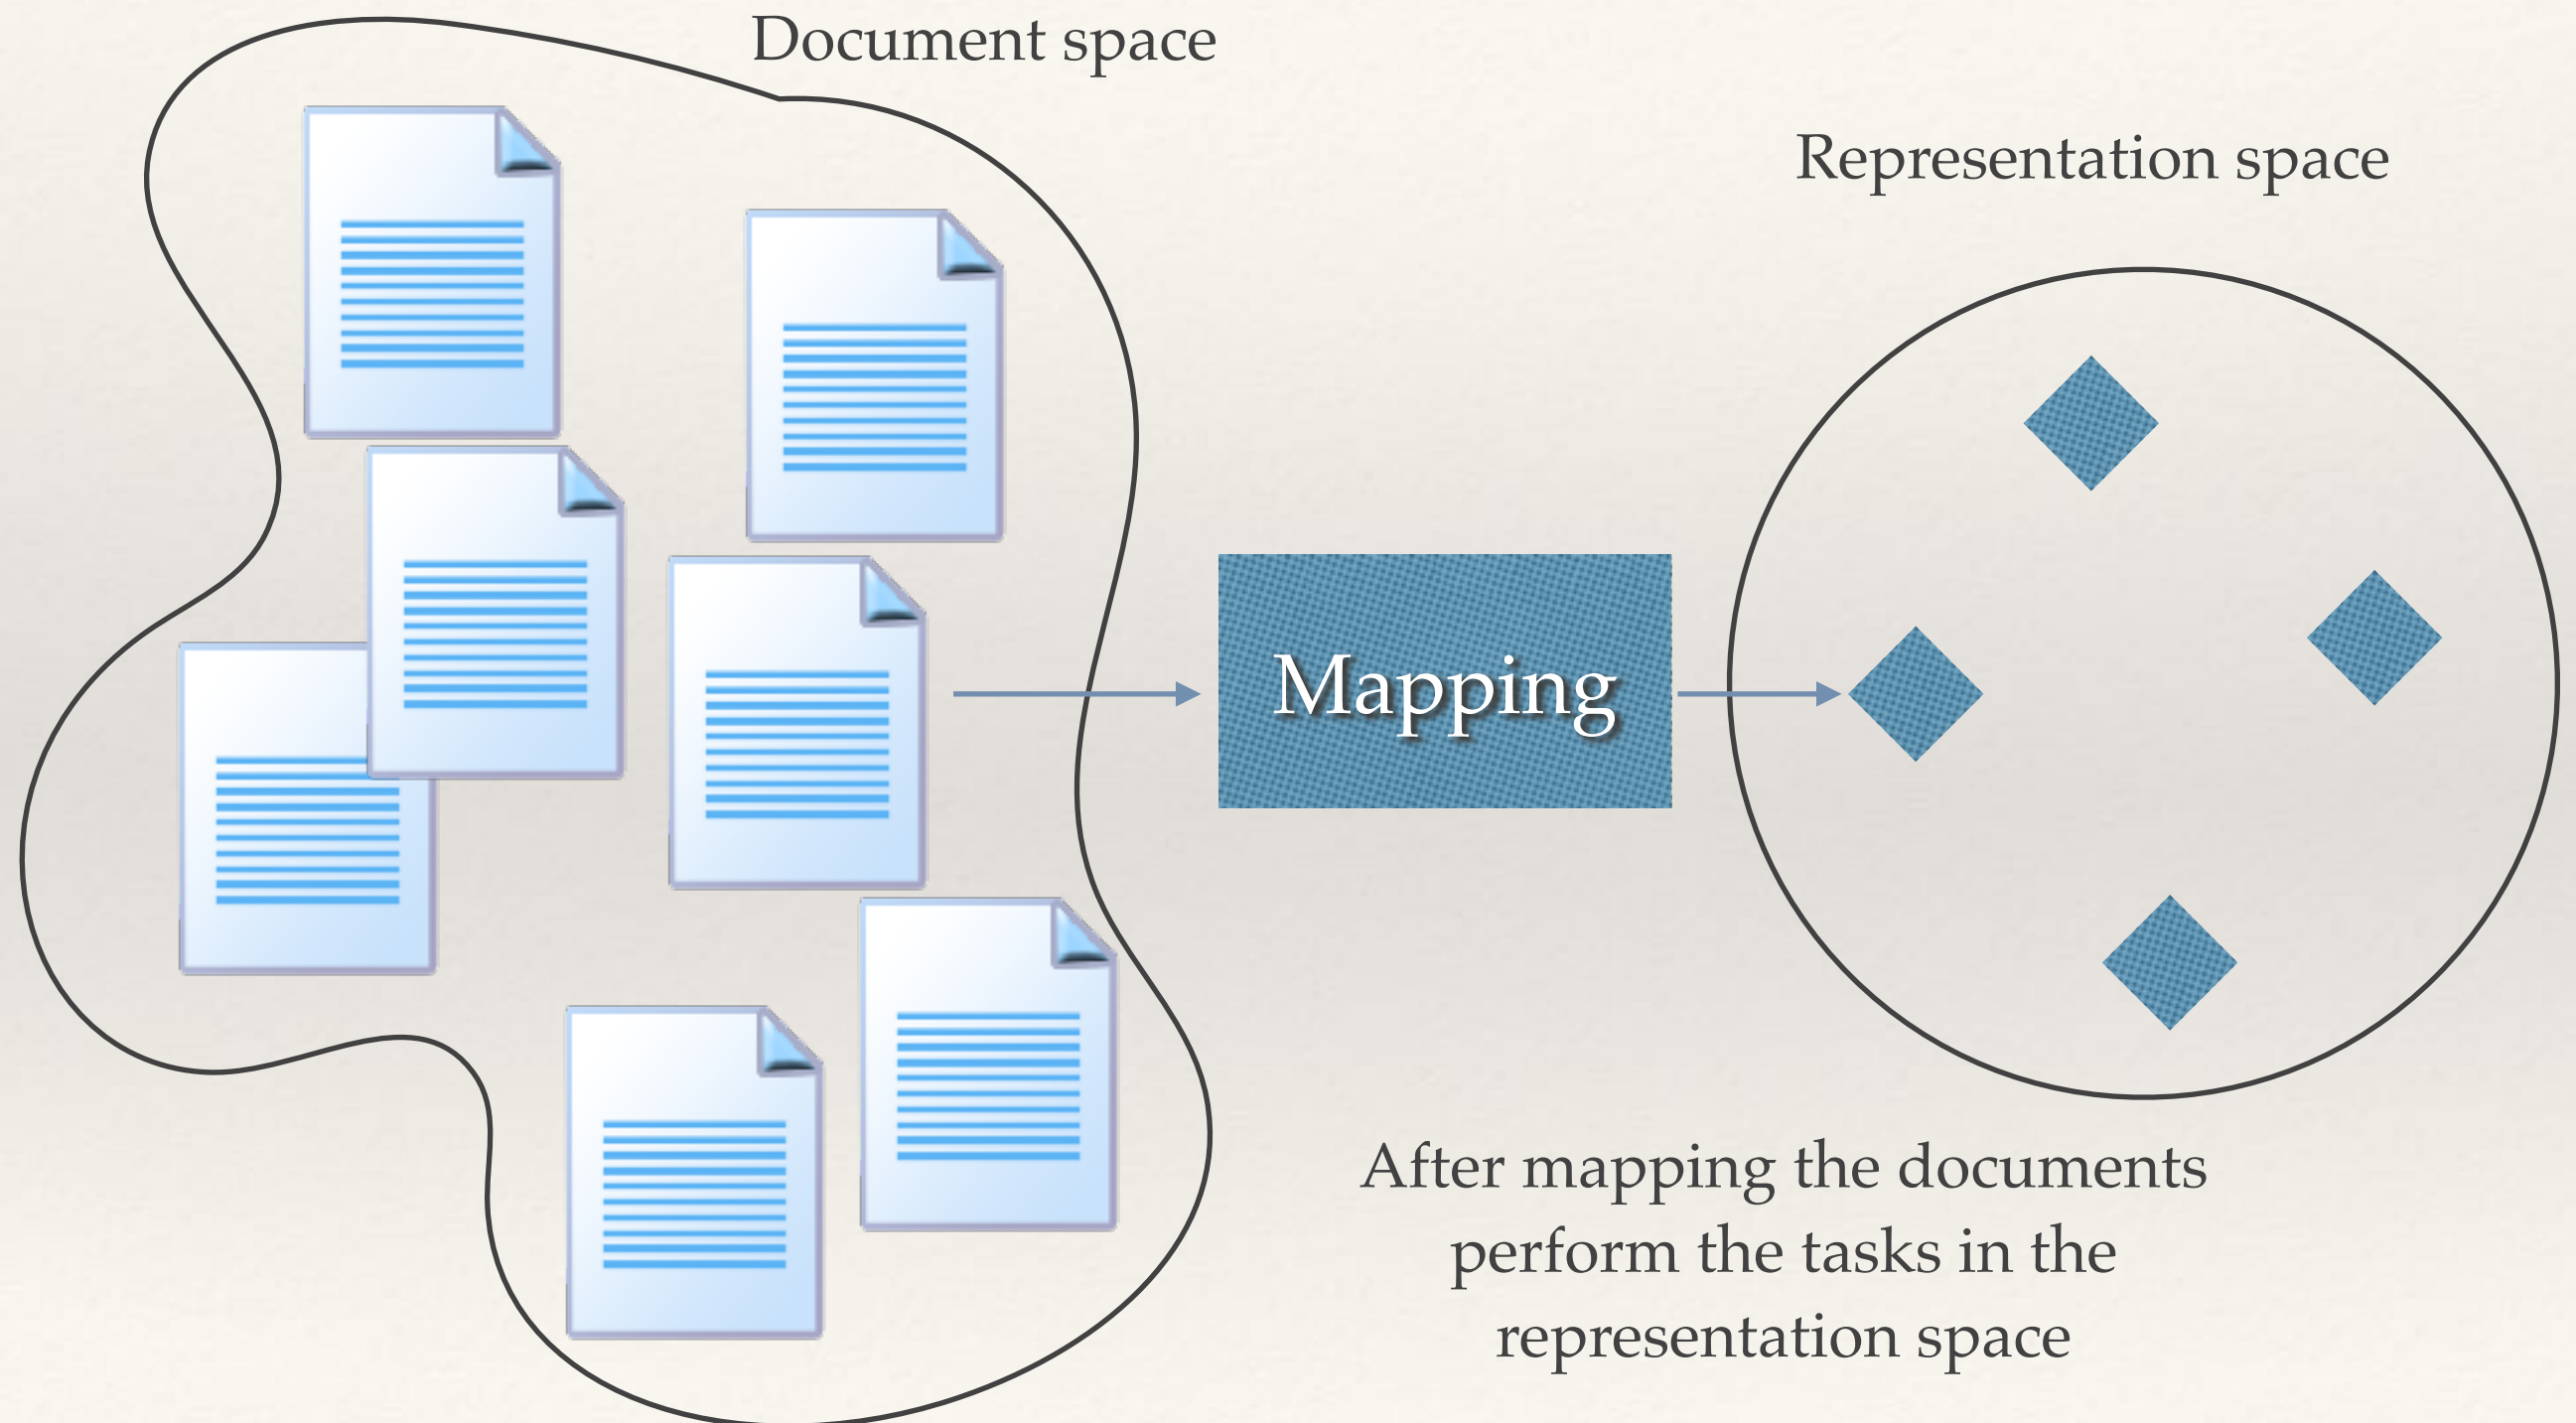 Document space
Representation space
Mapping
After mapping the documents
perform the tasks in the
representation space